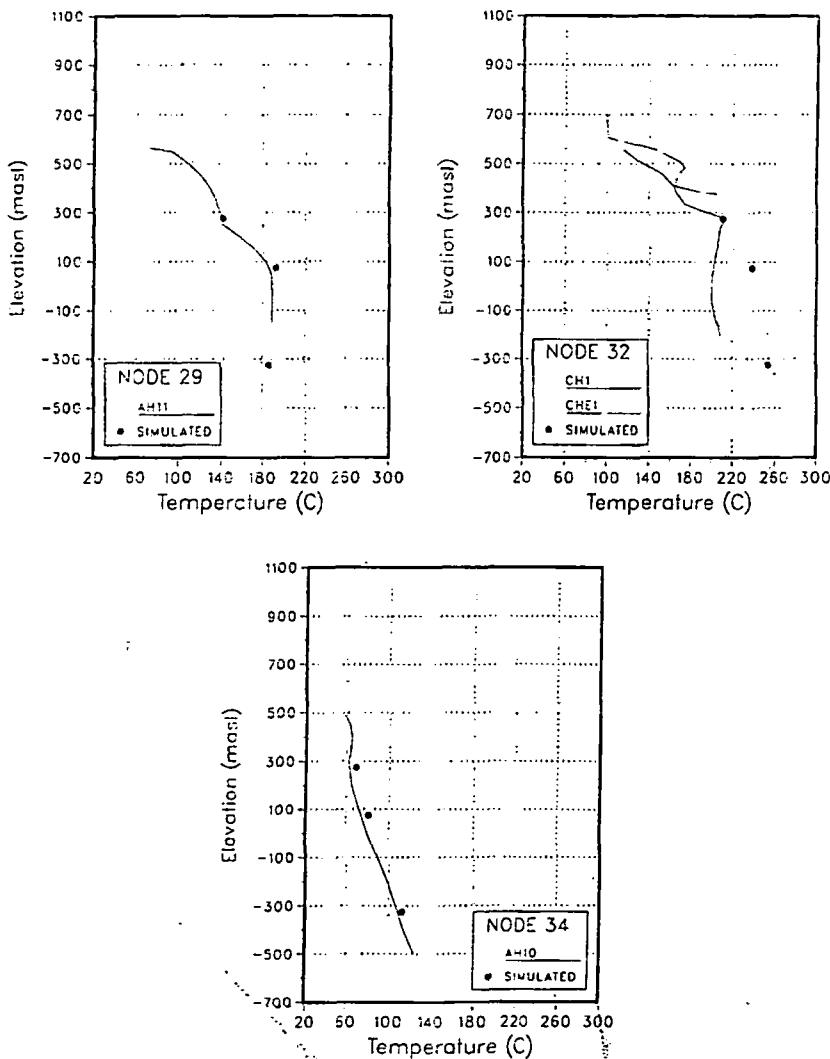 1100
900
700
500
300
100
-100
-300
-500
-700
Elevation (masl)
NODE 29
AH11
SIMULATED
20 60 100 140 180 220 260 300
Temperature (C)
1100
900
700
500
300
100
-100
-300
-500
-700
Elevation (masl)
NODE 32
CH1
CHE1
SIMULATED
20 60 100 140 180 210 250 300
Temperature (C)
1100
900
700
500
300
100
-100
-300
-500
-700
Elevation (masl)
NODE 34
AH10
SIMULATED
20 60 100 140 180 220 260 300
Temperature (C)